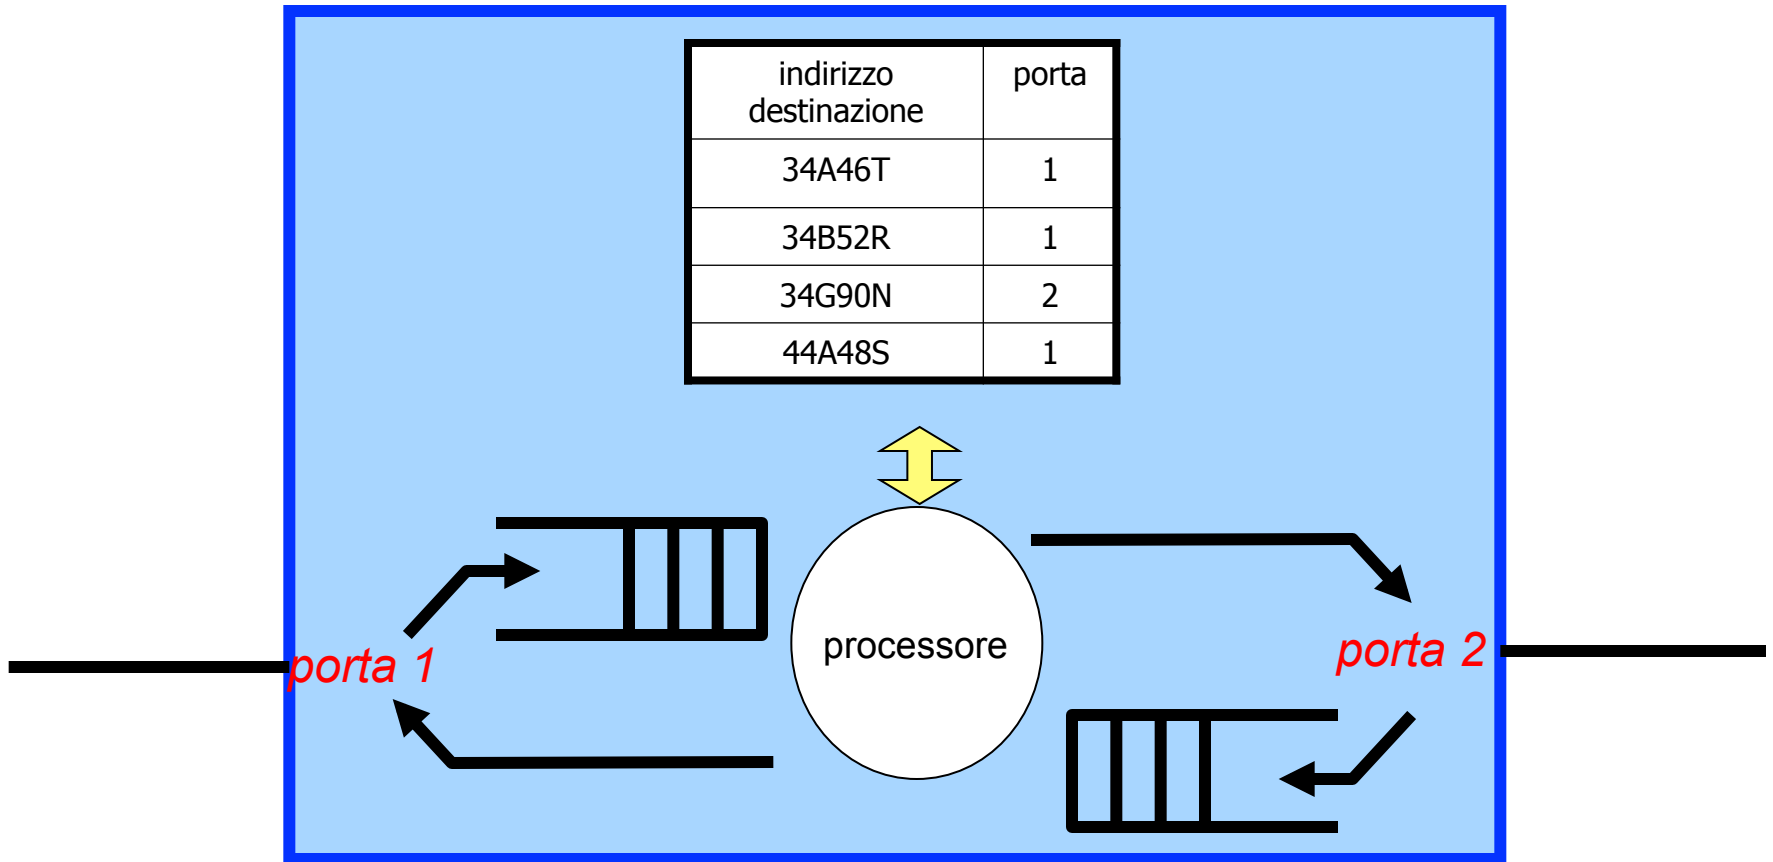 indirizzo porta
destinazione
34A46T 1
34B52R 1
34G90N 2
44A48S 1
processore
porta 1
porta 2